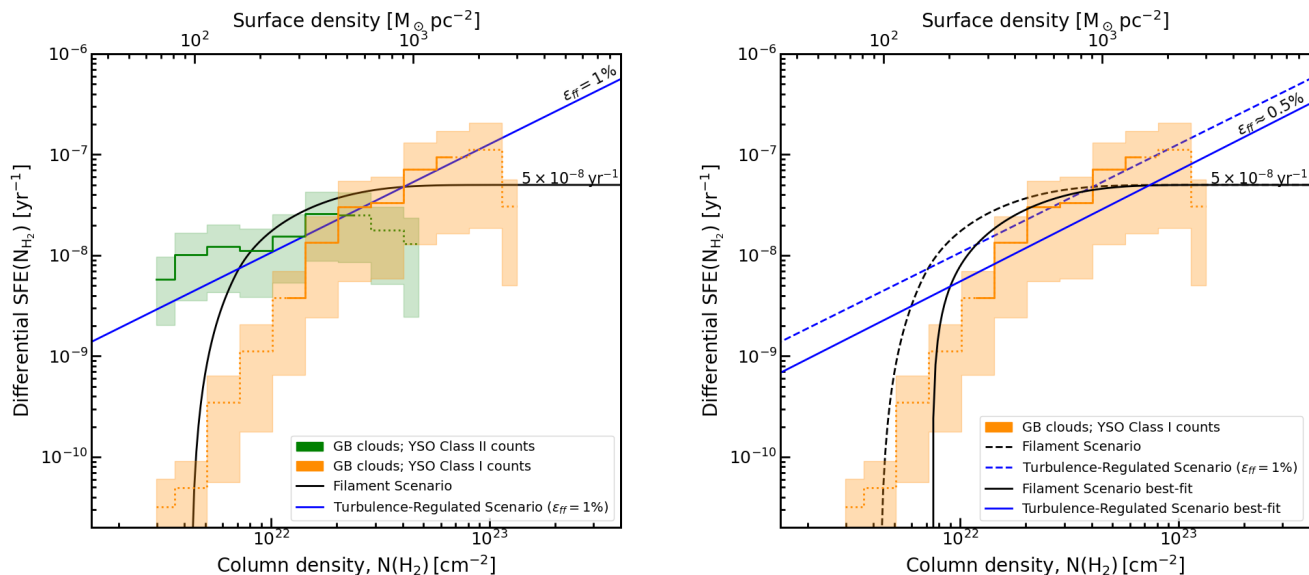 Surface density [M⊙ pc⁻²]
10² 10³
10⁻⁶
10⁻⁷
10⁻⁸
10⁻⁹
10⁻¹⁰
Differential SFE(N_H₂) [yr⁻¹]
ε_ff = 1%
5 × 10⁻⁸ yr⁻¹
GB clouds; YSO Class II counts
GB clouds; YSO Class I counts
Filament Scenario
Turbulence-Regulated Scenario (ε_ff = 1%)
10²² 10²³
Column density, N(H₂) [cm⁻²]
Surface density [M⊙ pc⁻²]
10² 10³
10⁻⁶
10⁻⁷
10⁻⁸
10⁻⁹
10⁻¹⁰
Differential SFE(N_H₂) [yr⁻¹]
ε_ff ≈ 0.5%
5 × 10⁻⁸ yr⁻¹
GB clouds; YSO Class I counts
Filament Scenario
Turbulence-Regulated Scenario (ε_ff = 1%)
Filament Scenario best-fit
Turbulence-Regulated Scenario best-fit
10²² 10²³
Column density, N(H₂) [cm⁻²]